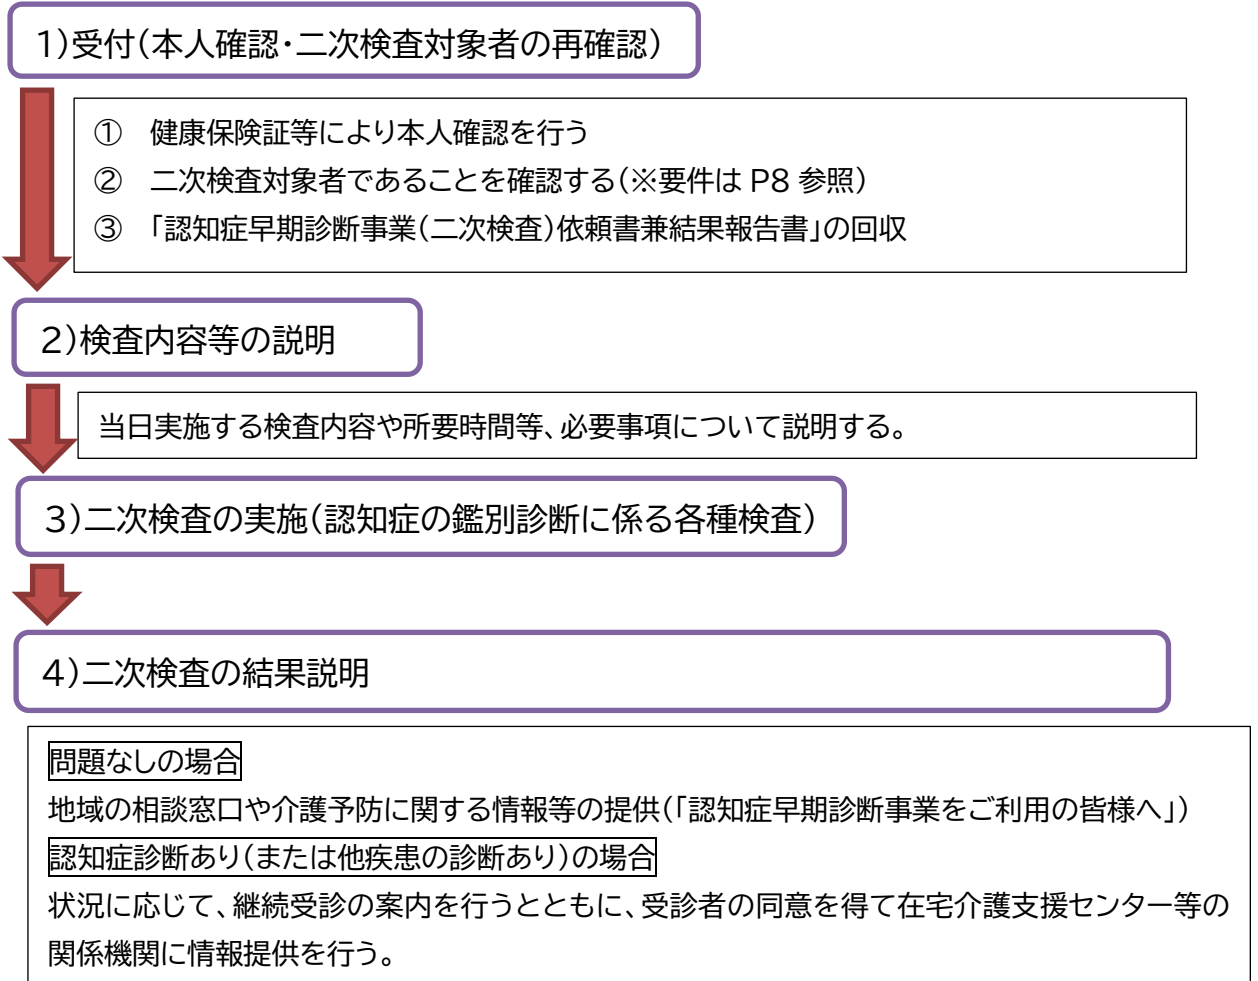 1)受付(本人確認・二次検査対象者の再確認)
① 健康保険証等により本人確認を行う
② 二次検査対象者であることを確認する(※要件は P8 参照)
③ 「認知症早期診断事業(二次検査)依頼書兼結果報告書」の回収
2)検査内容等の説明
当日実施する検査内容や所要時間等、必要事項について説明する。
3)二次検査の実施(認知症の鑑別診断に係る各種検査)
4)二次検査の結果説明
問題なしの場合
地域の相談窓口や介護予防に関する情報等の提供(「認知症早期診断事業をご利用の皆様へ」)
認知症診断あり(または他疾患の診断あり)の場合
状況に応じて、継続受診の案内を行うとともに、受診者の同意を得て在宅介護支援センター等の
関係機関に情報提供を行う。